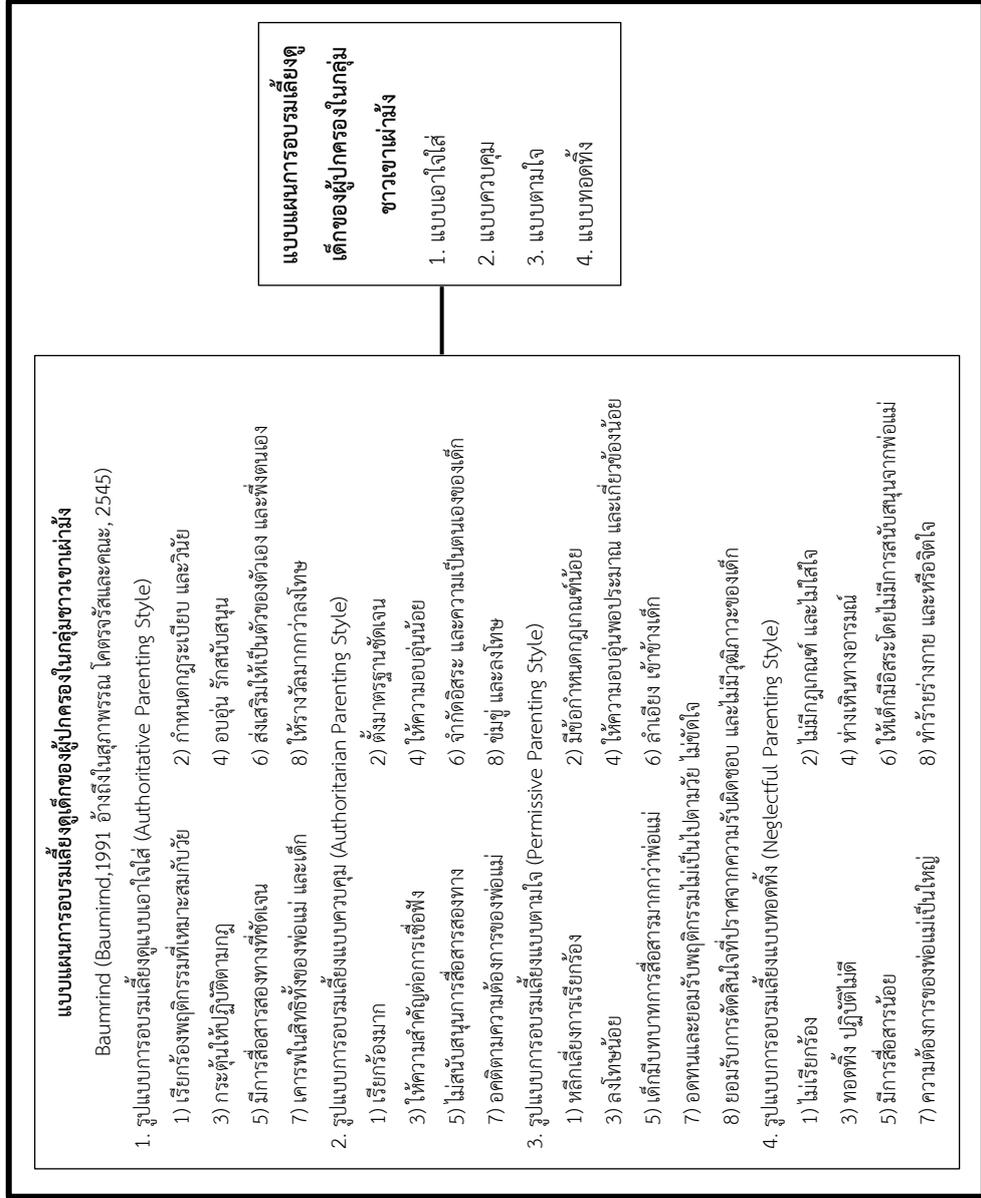 แบบแผนการอบรมเลี้ยงดูเด็กของผู้ปกครองในกลุ่มชาวเขาเผ่าม้ง
Baumrind (Baumirnd,1991 อ้างถึงในสุภาพรรณ โคตรจรัสและคณะ, 2545)
1. รูปแบบการอบรมเลี้ยงดูแบบเอาใจใส่ (Authoritative Parenting Style)
1) เรียกร้องพฤติกรรมที่เหมาะสมกับวัย 2) กำหนดกฎระเบียบ และวินัย
3) กระตุ้นให้ปฏิบัติตามกฎ 4) อบอุ่น รักสนับสนุน
5) มีการสื่อสารสองทางที่ชัดเจน 6) ส่งเสริมให้เป็นตัวของตัวเอง และพึ่งตนเอง
7) เคารพในสิทธิทั้งของพ่อแม่ และเด็ก 8) ให้รางวัลมากกว่าลงโทษ
2. รูปแบบการอบรมเลี้ยงแบบควบคุม (Authoritarian Parenting Style)
1) เรียกร้องมาก 2) ตั้งมาตรฐานชัดเจน
3) ให้ความสำคัญต่อการเชื่อฟัง 4) ให้ความอบอุ่นน้อย
5) ไม่สนับสนุนการสื่อสารสองทาง 6) จำกัดอิสระ และความเป็นตนเองของเด็ก
7) อคติตามความต้องการของพ่อแม่ 8) ข่มขู่ และลงโทษ
3. รูปแบบการอบรมเลี้ยงแบบตามใจ (Permissive Parenting Style)
1) หลีกเลี่ยงการเรียกร้อง 2) มีข้อกำหนดกฎเกณฑ์น้อย
3) ลงโทษน้อย 4) ให้ความอบอุ่นพอประมาณ และเกี่ยวข้องน้อย
5) เด็กมีบทบาทการสื่อสารมากกว่าพ่อแม่ 6) ลำเอียง เข้าข้างเด็ก
7) อดทนและยอมรับพฤติกรรมไม่เป็นไปตามวัย ไม่ขัดใจ
8) ยอมรับการตัดสินใจที่ปราศจากความรับผิดชอบ และไม่มีวุฒิภาวะของเด็ก
4. รูปแบบการอบรมเลี้ยงแบบทอดทิ้ง (Neglectful Parenting Style)
1) ไม่เรียกร้อง 2) ไม่มีกฎเกณฑ์ และไม่ใส่ใจ
3) ทอดทิ้ง ปฏิบัติไม่ดี 4) ห่างเหินทางอารมณ์
5) มีการสื่อสารน้อย 6) ให้เด็กมีอิสระโดยไม่มีการสนับสนุนจากพ่อแม่
7) ความต้องการของพ่อแม่เป็นใหญ่ 8) ทำร้ายร่างกาย และหรือจิตใจ
แบบแผนการอบรมเลี้ยงดู
เด็กของผู้ปกครองในกลุ่ม
ชาวเขาเผ่าม้ง
1. แบบเอาใจใส่
2. แบบควบคุม
3. แบบตามใจ
4. แบบทอดทิ้ง